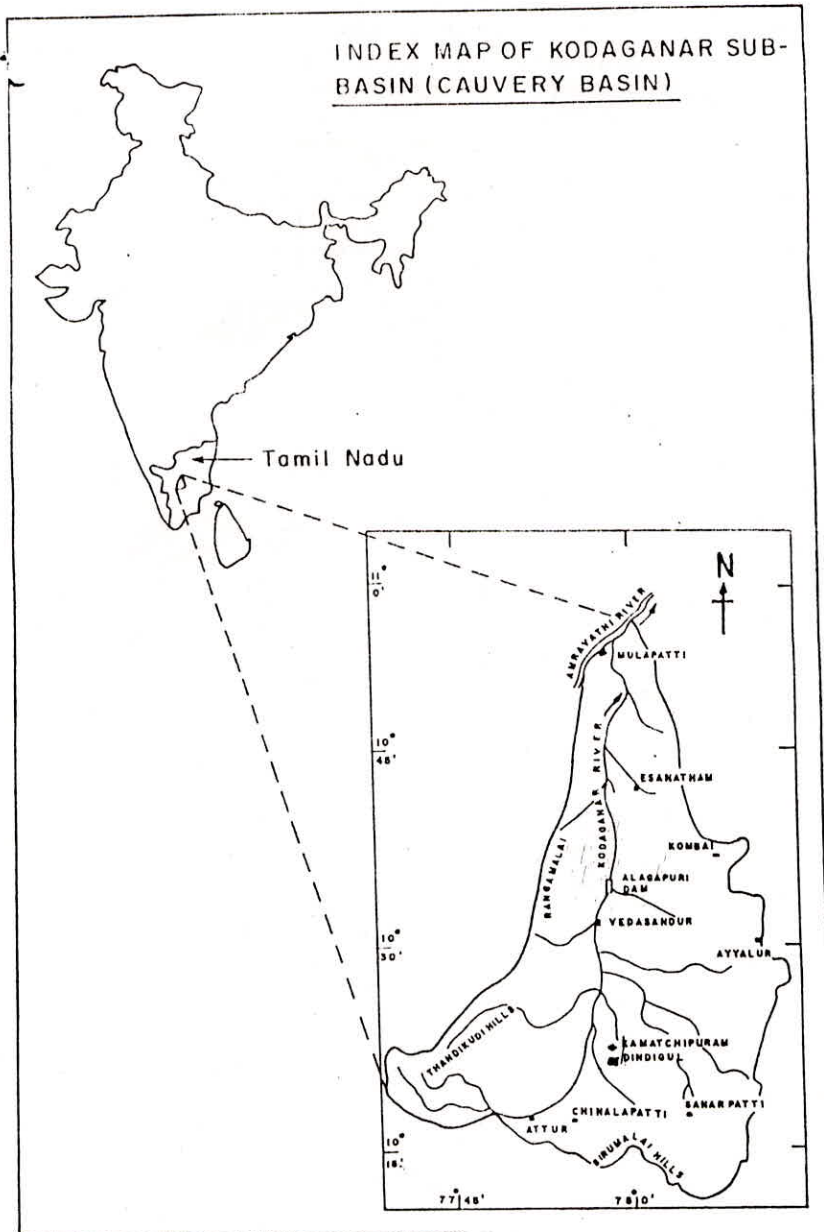 INDEX MAP OF KODAGANAR SUB-
BASIN (CAUVERY BASIN)
Tamil Nadu
N
11°
0'
AMRAVATHI RIVER
MULAPATTI
10°
45'
KODAGANAR RIVER
ESANATHAM
KOMBAI
RANGAMALAI
ALAGAPURI
DAM
VEDASANDUR
10°
30'
AYYALUR
THANDIKUDI HILLS
KAMATCHIPURAM
DINDIGUL
SANARPATTI
CHINALAPATTI
ATTUR
10°
15'
SIRUMALAI HILLS
77°45'
78°0'